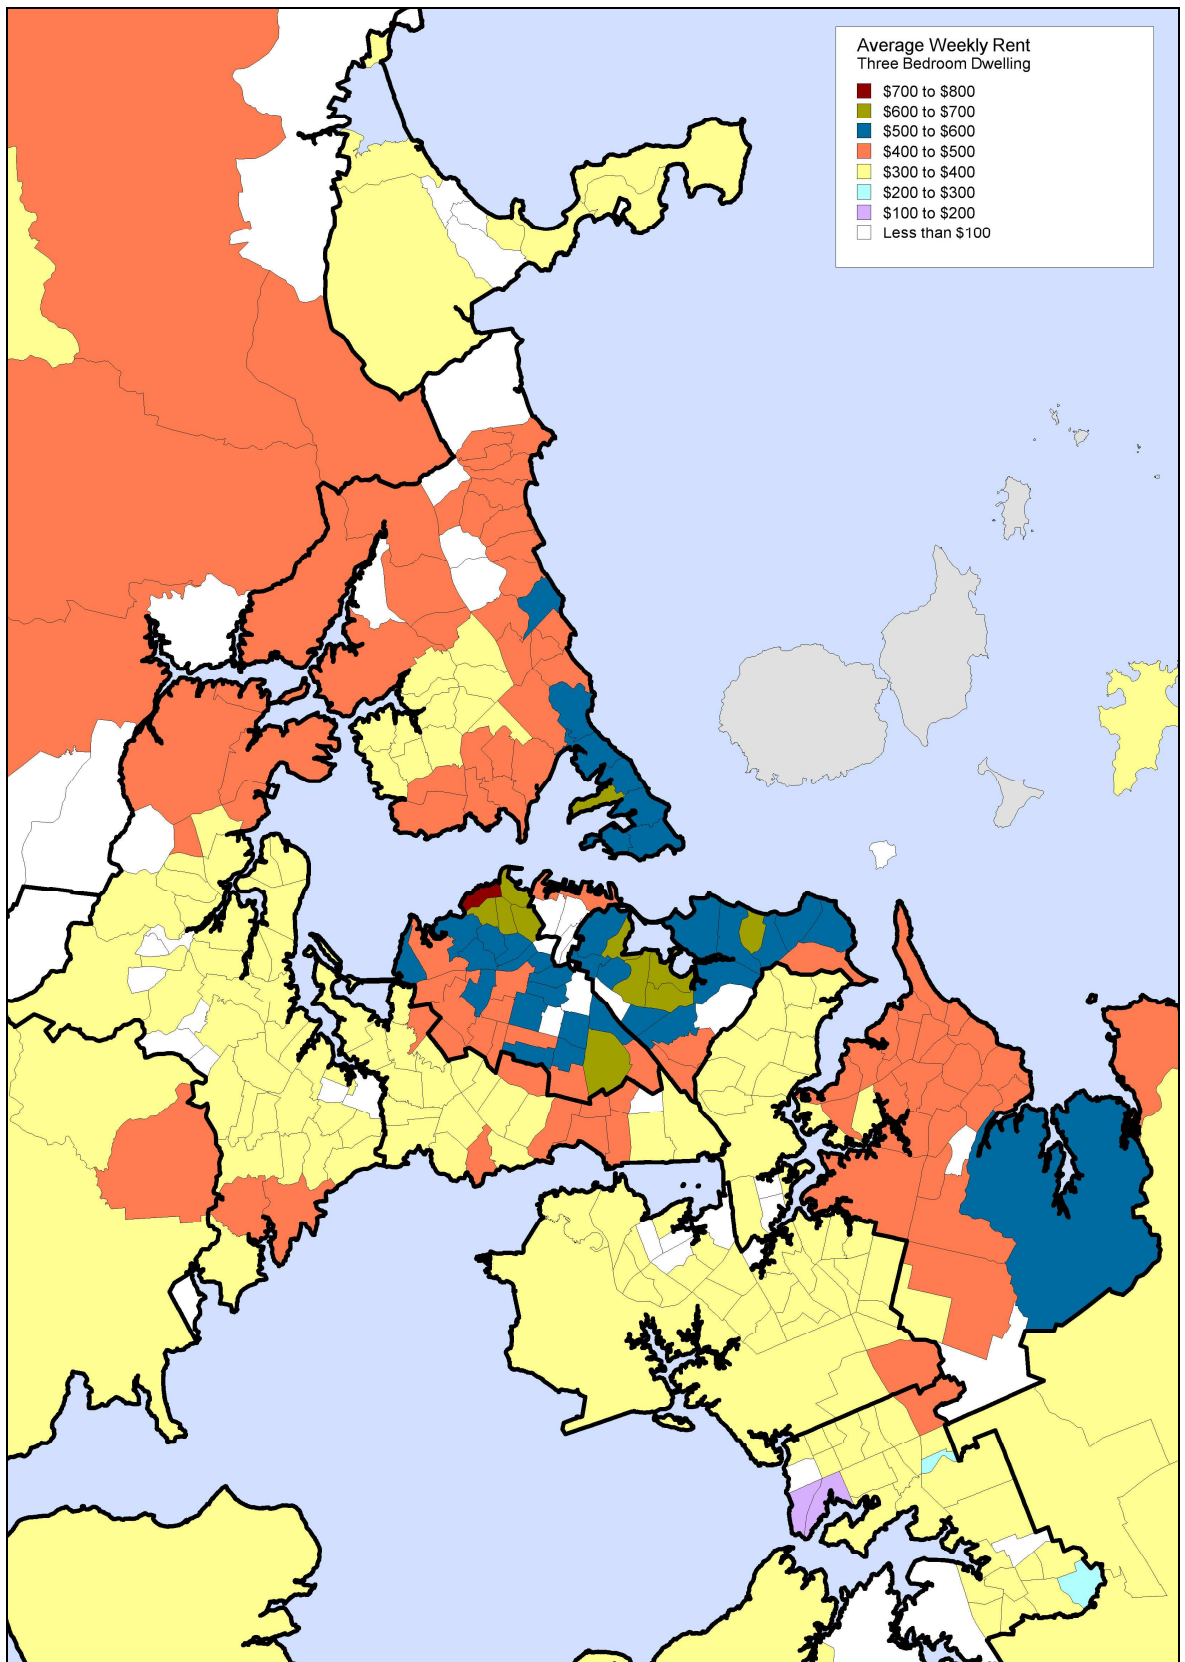 Average Weekly Rent
Three Bedroom Dwelling
$700 to $800
$600 to $700
$500 to $600
$400 to $500
$300 to $400
$200 to $300
$100 to $200
Less than $100